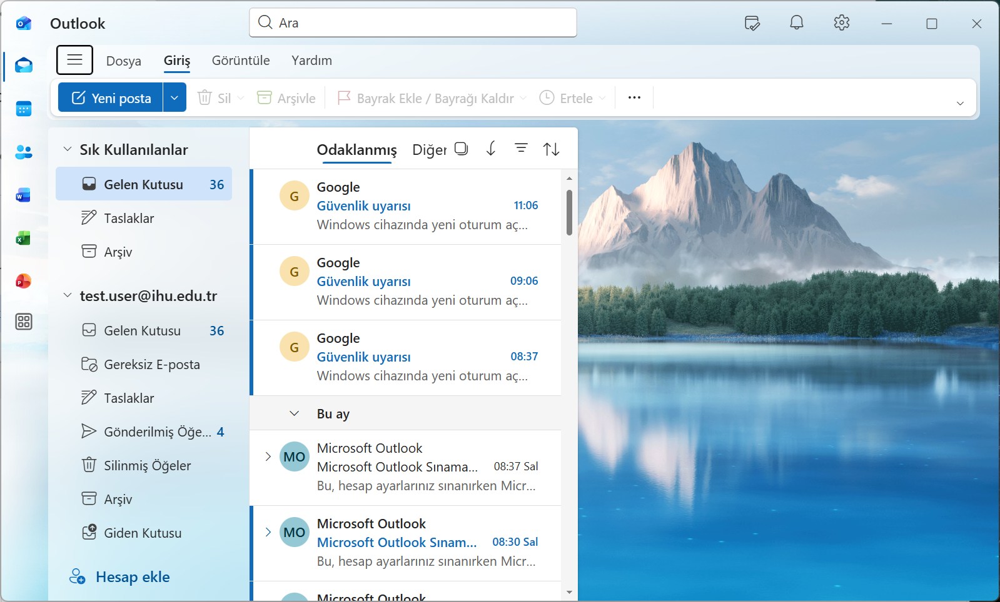 Outlook
Ara
Dosya
Giriş
Görüntüle
Yardım
Yeni posta
Sil
Arşivle
Bayrak Ekle / Bayrağı Kaldır
Ertele
Sık Kullanılanlar
Gelen Kutusu 36
Taslaklar
Arşiv
test.user@ihu.edu.tr
Gelen Kutusu 36
Gereksiz E-posta
Taslaklar
Gönderilmiş Öğe... 4
Silinmiş Öğeler
Arşiv
Giden Kutusu
Hesap ekle
Odaklanmış
Diğer
G
Google
Güvenlik uyarısı 11:06
Windows cihazında yeni oturum aç...
G
Google
Güvenlik uyarısı 09:06
Windows cihazında yeni oturum aç...
G
Google
Güvenlik uyarısı 08:37
Windows cihazında yeni oturum aç...
Bu ay
MO
Microsoft Outlook
Microsoft Outlook Sınama... 08:37 Sal
Bu, hesap ayarlarınız sınanırken Micr...
MO
Microsoft Outlook
Microsoft Outlook Sınam... 08:30 Sal
Bu, hesap ayarlarınız sınanırken Micr...
Microsoft Outlook